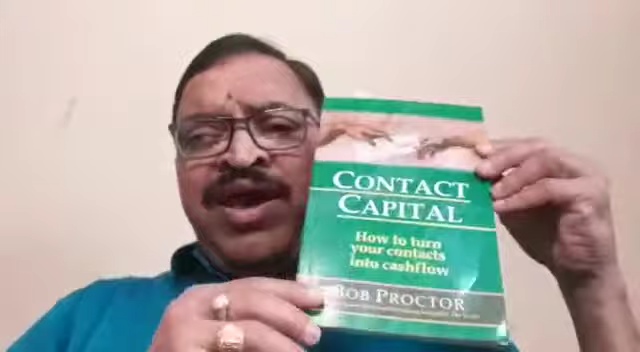 CONTACT
CAPITAL
How to turn
your contacts
into cashflow
BOB PROCTOR